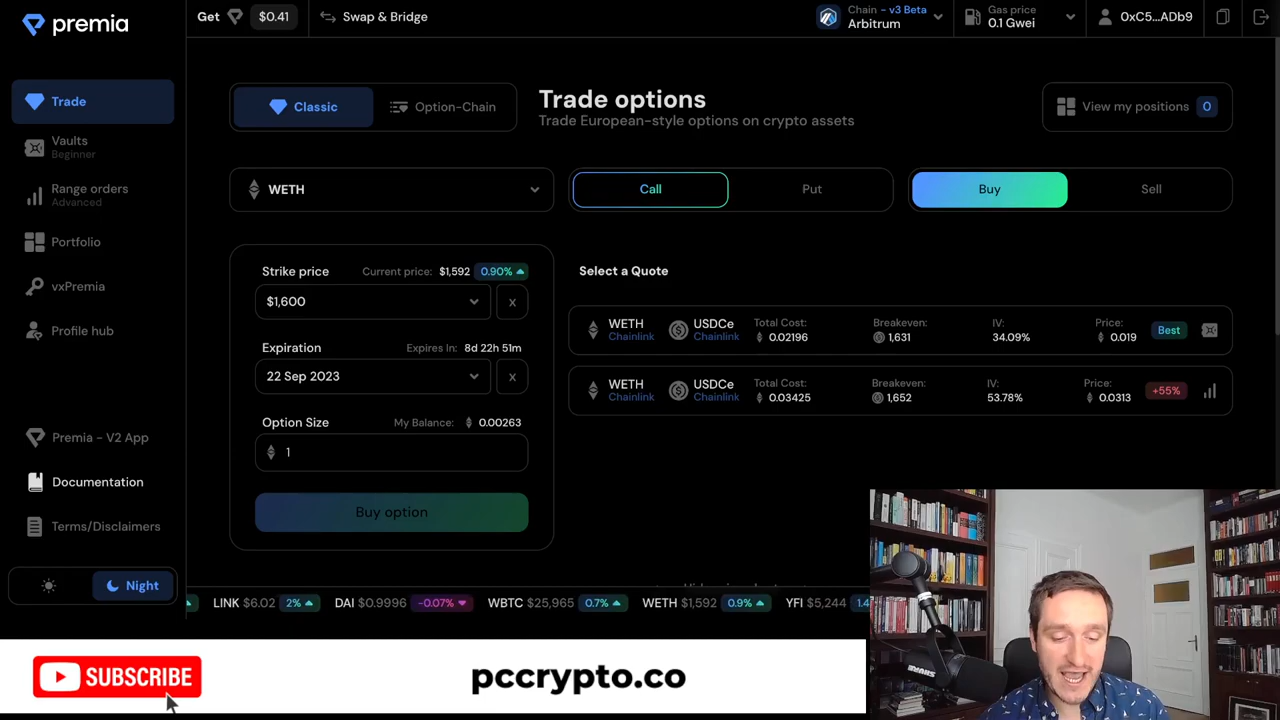 premia
Get $0.41 Swap & Bridge
Chain - v3 Beta
Arbitrum
Gas price
0.1 Gwei
0xC5...ADb9
Trade
Vaults
Beginner
Range orders
Advanced
Portfolio
vxPremia
Profile hub
Premia - V2 App
Documentation
Terms/Disclaimers
Night
Classic Option-Chain
Trade options
Trade European-style options on crypto assets
View my positions 0
WETH
Call Put
Buy Sell
Strike price Current price: $1,592 0.90%
$1,600 x
Expiration Expires In: 8d 22h 51m
22 Sep 2023 x
Option Size My Balance: 0.00263
1
Buy option
Select a Quote
WETH USDCe Total Cost: Breakeven: IV: Price: Best
Chainlink Chainlink 0.02196 1,631 34.09% 0.019
WETH USDCe Total Cost: Breakeven: IV: Price: +55%
Chainlink Chainlink 0.03425 1,652 53.78% 0.0313
LINK $6.02 2% DAI $0.9996 -0.07% WBTC $25,965 0.7% WETH $1,592 0.9% YFI $5,244 1.4
SUBSCRIBE
pccrypto.co
SHURE